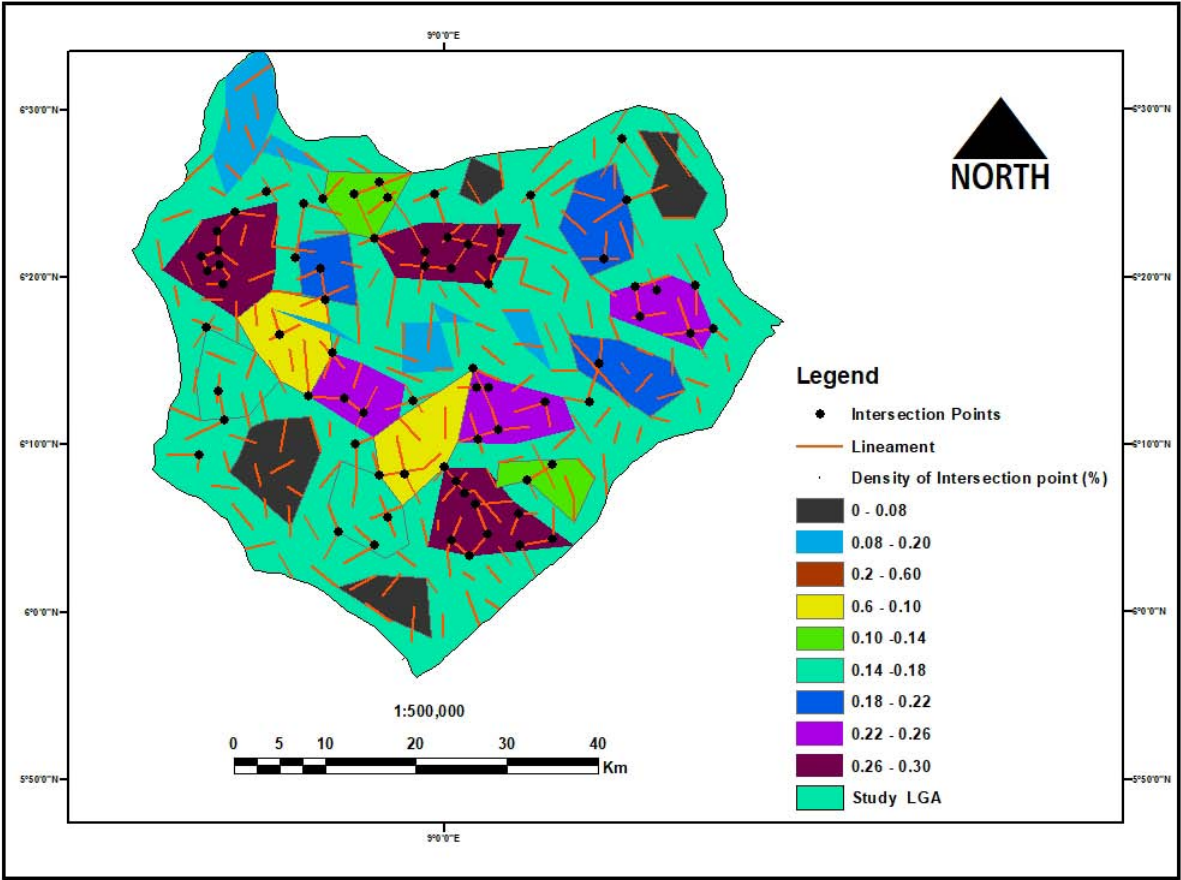 9°0'0"E
6°30'0"N
6°30'0"N
NORTH
6°20'0"N
6°20'0"N
Legend
Intersection Points
Lineament
Density of Intersection point (%)
0 - 0.08
0.08 - 0.20
0.2 - 0.60
0.6 - 0.10
0.10 -0.14
0.14 -0.18
0.18 - 0.22
0.22 - 0.26
0.26 - 0.30
Study LGA
6°10'0"N
6°10'0"N
6°0'0"N
6°0'0"N
1:500,000
0 5 10 20 30 40
Km
5°50'0"N
5°50'0"N
9°0'0"E